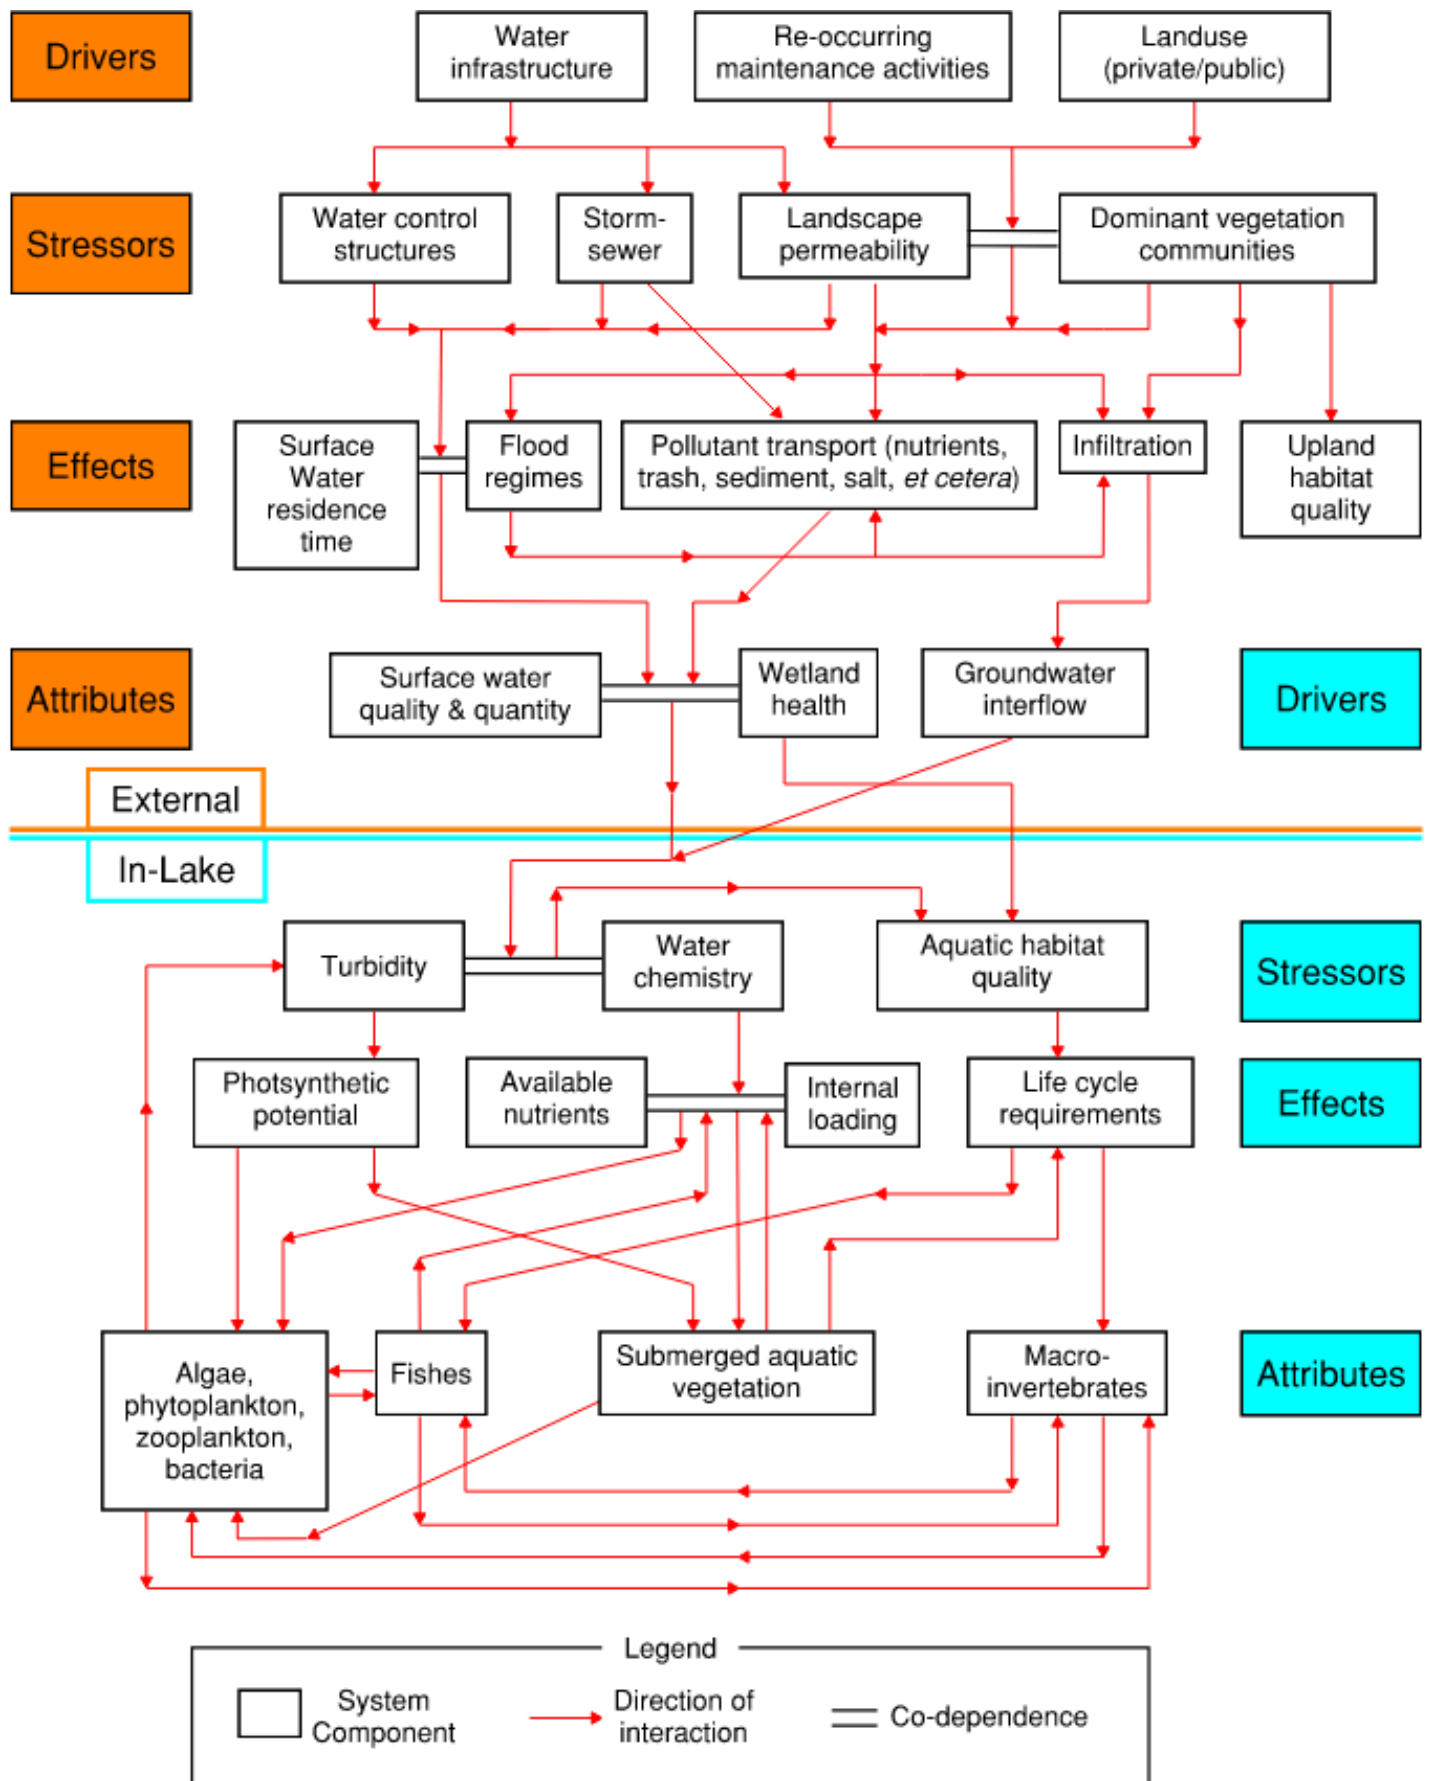 Drivers
Water
infrastructure
Re-occurring
maintenance activities
Landuse
(private/public)
Stressors
Water control
structures
Storm-
sewer
Landscape
permeability
Dominant vegetation
communities
Effects
Surface
Water
residence
time
Flood
regimes
Pollutant transport (nutrients,
trash, sediment, salt, et cetera)
Infiltration
Upland
habitat
quality
Attributes
Surface water
quality & quantity
Wetland
health
Groundwater
interflow
Drivers
External
In-Lake
Turbidity
Water
chemistry
Aquatic habitat
quality
Stressors
Photsynthetic
potential
Available
nutrients
Internal
loading
Life cycle
requirements
Effects
Algae,
phytoplankton,
zooplankton,
bacteria
Fishes
Submerged aquatic
vegetation
Macro-
invertebrates
Attributes
Legend
System
Component
Direction of
interaction
Co-dependence